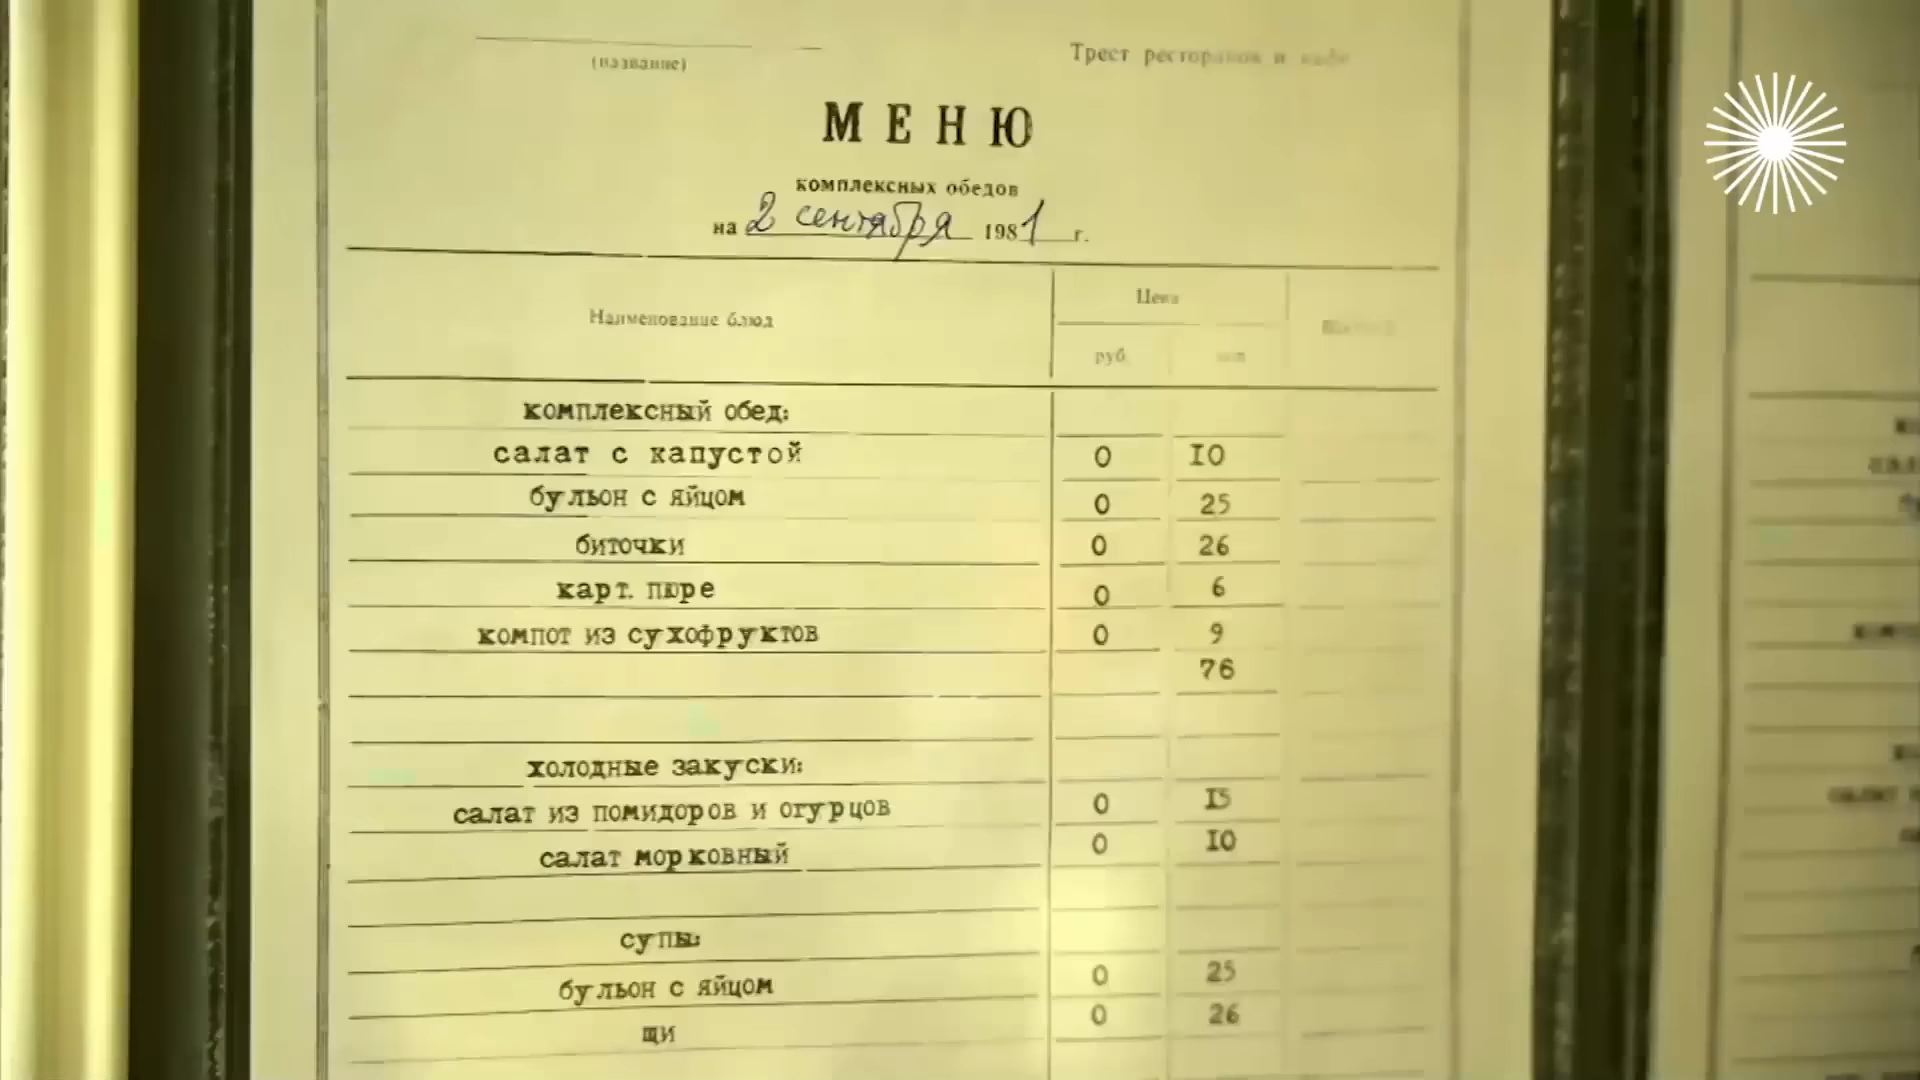 (название)
Трест ресторанов и кафе
МЕНЮ
комплексных обедов
на 2 сентября 1981 г.
Наименование блюд
Цена
руб.
коп
комплексный обед:
салат с капустой 0 10
бульон с яйцом 0 25
биточки 0 26
карт. пюре 0 6
компот из сухофруктов 0 9
76
холодные закуски:
салат из помидоров и огурцов 0 15
салат морковный 0 10
супы:
бульон с яйцом 0 25
щи 0 26